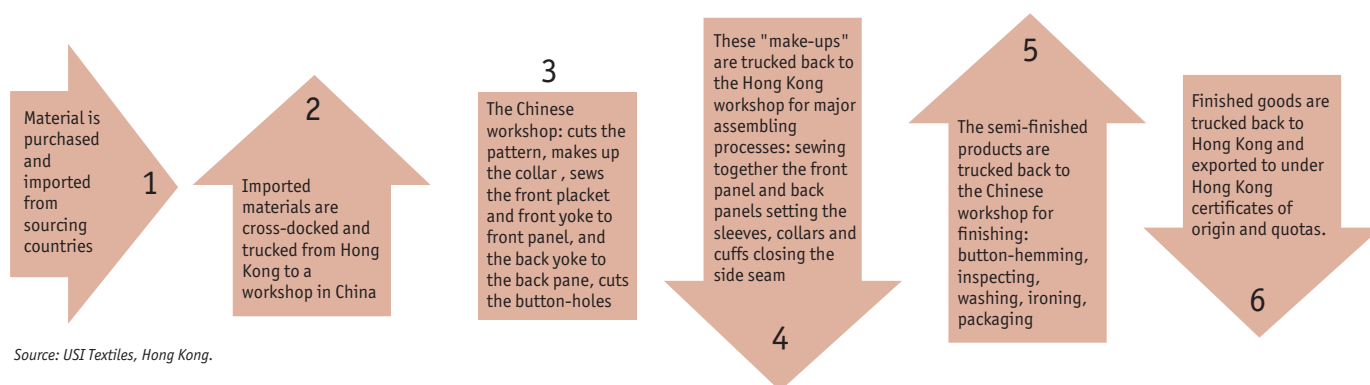 Material is
purchased
and
imported
from
sourcing
countries
1
2
Imported
materials are
cross-docked and
trucked from Hong
Kong to a
workshop in China
3
The Chinese
workshop: cuts the
pattern, makes up
the collar , sews
the front placket
and front yoke to
front panel, and
the back yoke to
the back pane, cuts
the button-holes
These "make-ups"
are trucked back to
the Hong Kong
workshop for major
assembling
processes: sewing
together the front
panel and back
panels setting the
sleeves, collars and
cuffs closing the
side seam
4
5
The semi-finished
products are
trucked back to
the Chinese
workshop for
finishing:
button-hemming,
inspecting,
washing, ironing,
packaging
Finished goods are
trucked back to
Hong Kong and
exported to under
Hong Kong
certificates of
origin and quotas.
6
Source: USI Textiles, Hong Kong.